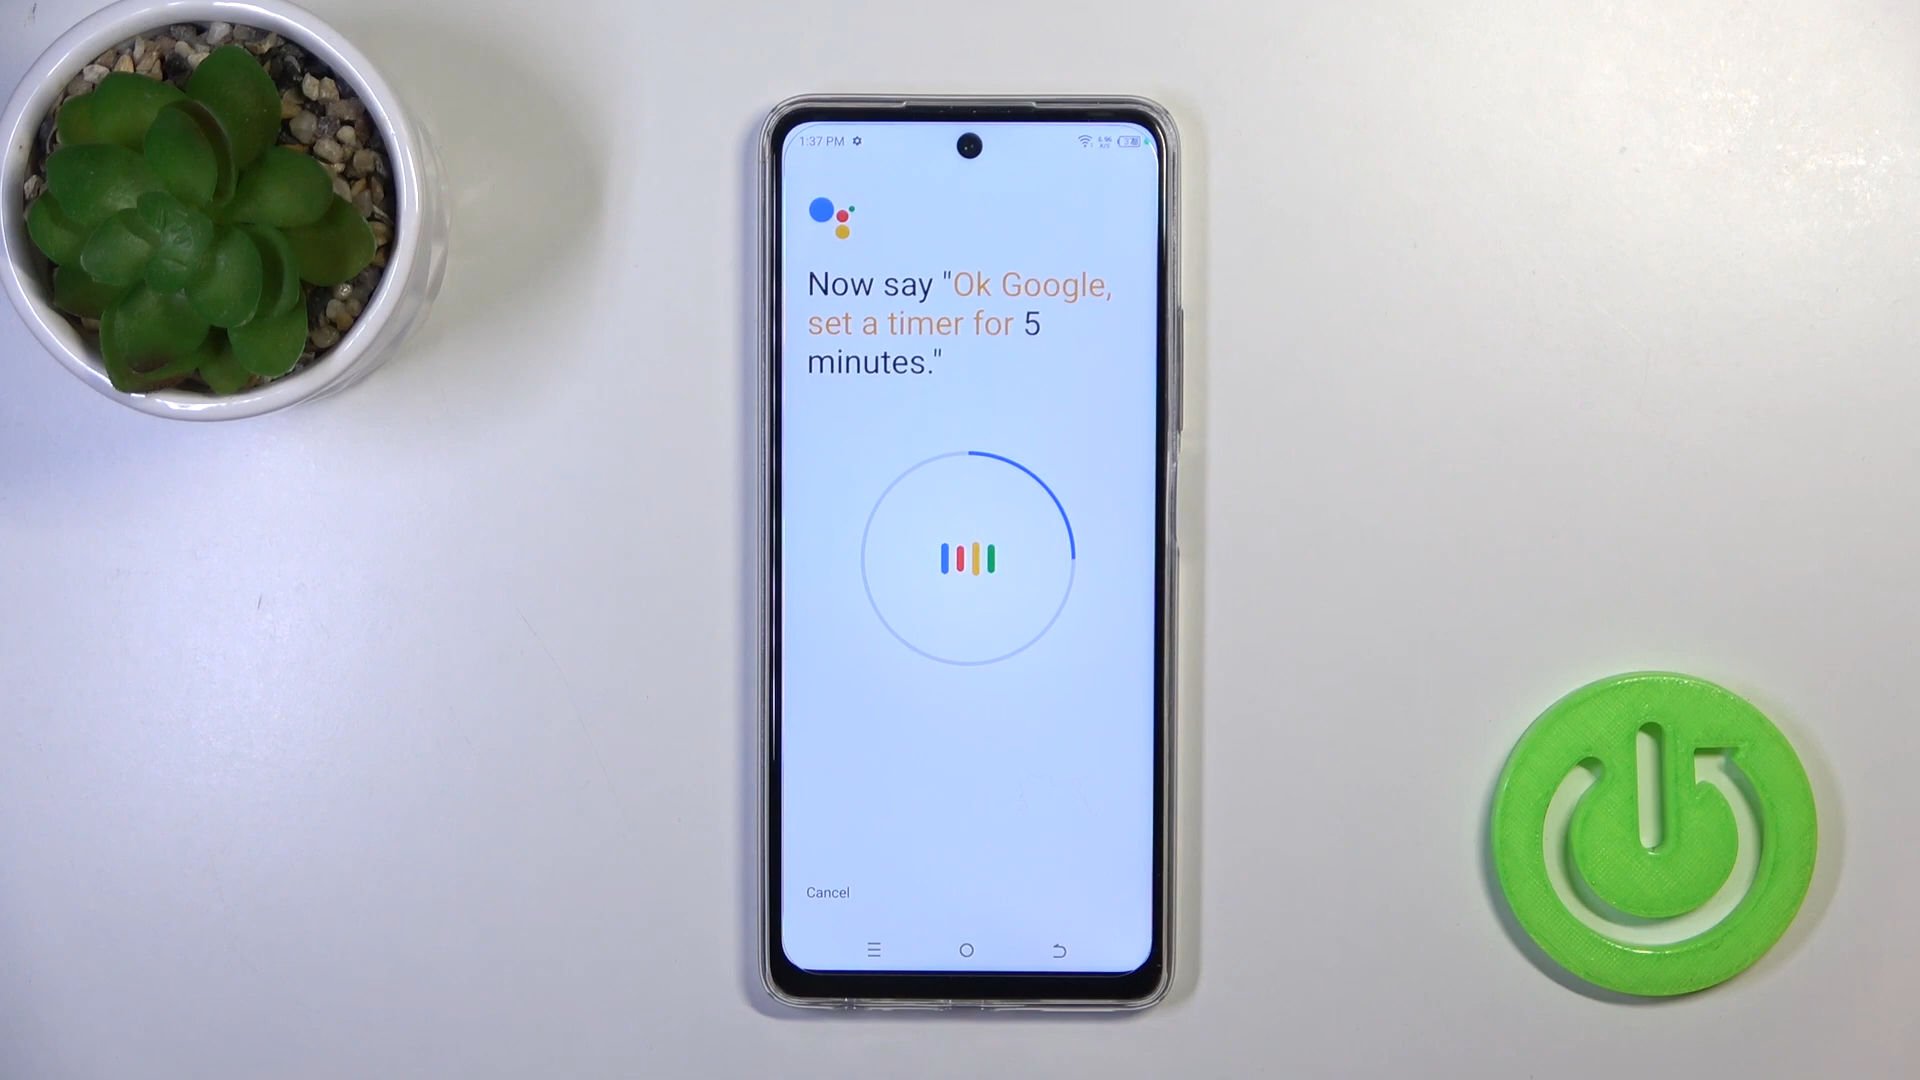 1:37 PM
Now say "Ok Google,
set a timer for 5
minutes."
Cancel